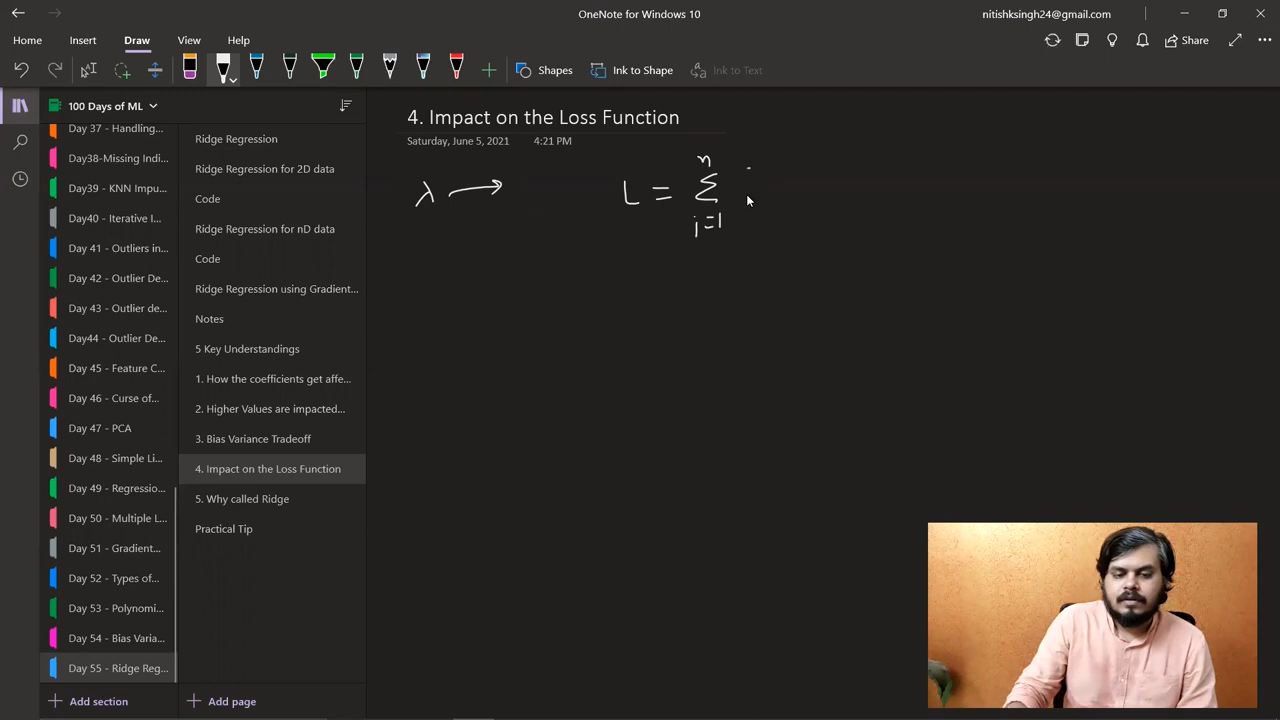 OneNote for Windows 10
nitishksingh24@gmail.com
Home Insert Draw View Help
Share
Shapes Ink to Shape Ink to Text
100 Days of ML
Day 37 - Handling...
Day38-Missing Indi...
Day39 - KNN Impu...
Day40 - Iterative I...
Day 41 - Outliers in...
Day 42 - Outlier De...
Day 43 - Outlier de...
Day44 - Outlier De...
Day 45 - Feature C...
Day 46 - Curse of...
Day 47 - PCA
Day 48 - Simple Li...
Day 49 - Regressio...
Day 50 - Multiple L...
Day 51 - Gradient...
Day 52 - Types of...
Day 53 - Polynomi...
Day 54 - Bias Varia...
Day 55 - Ridge Reg...
Add section
Ridge Regression
Ridge Regression for 2D data
Code
Ridge Regression for nD data
Code
Ridge Regression using Gradient...
Notes
5 Key Understandings
1. How the coefficients get affe...
2. Higher Values are impacted...
3. Bias Variance Tradeoff
4. Impact on the Loss Function
5. Why called Ridge
Practical Tip
Add page
4. Impact on the Loss Function
Saturday, June 5, 2021 4:21 PM
n
λ → L = Σ
i=1